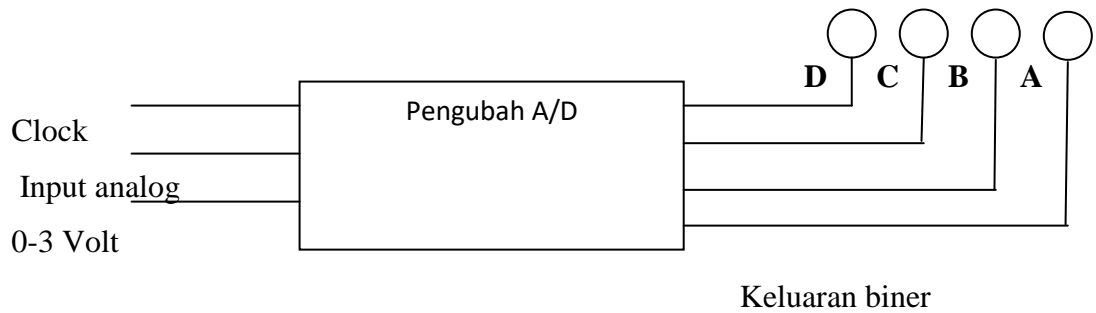 D C B A
Pengubah A/D
Clock
Input analog
0-3 Volt
Keluaran biner